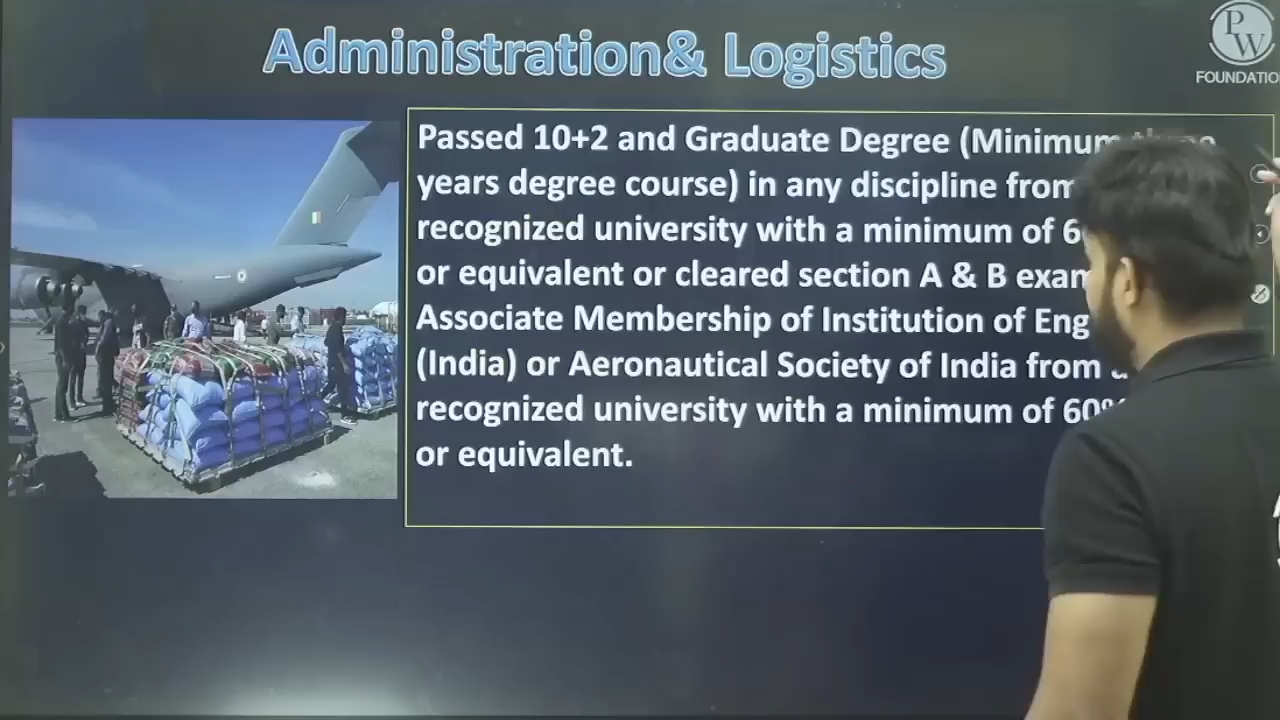 Administration& Logistics
P
W
FOUNDATIO
Passed 10+2 and Graduate Degree (Minimum
years degree course) in any discipline from
recognized university with a minimum of
or equivalent or cleared section A & B
Associate Membership of Institution of
(India) or Aeronautical Society of India from
recognized university with a minimum of 60%
or equivalent.